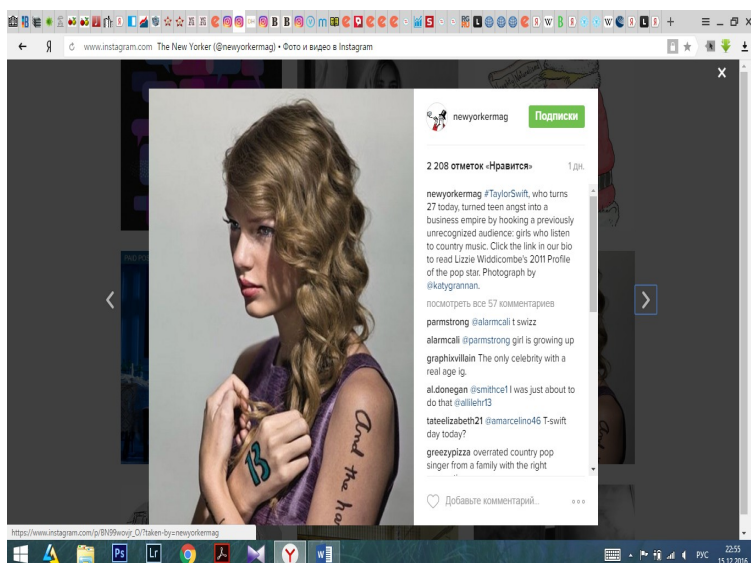 www.instagram.com The New Yorker (@newyorkermag) • Фото и видео в Instagram
newyorkermag
Подписки
2 208 отметок «Нравится»
1 дн.
newyorkermag #TaylorSwift, who turns
27 today, turned teen angst into a
business empire by hooking a previously
unrecognized audience: girls who listen
to country music. Click the link in our bio
to read Lizzie Widdicombe's 2011 Profile
of the pop star. Photograph by
@katygrannan.
посмотреть все 57 комментариев
parmstrong @alarmcali t swizz
alarmcali @parmstrong girl is growing up
graphixvillain The only celebrity with a
real age ig.
al.donegan @smithce1 I was just about to
do that @allilehr13
tateelizabeth21 @amarcelino46 T-swift
day today?
greezypizza overrated country pop
singer from a family with the right
Добавьте комментарий...
13
and the ha
https://www.instagram.com/p/BN99wovjr_O/?taken-by=newyorkermag
Ps
Lr
РУС
22:55
15.12.2016